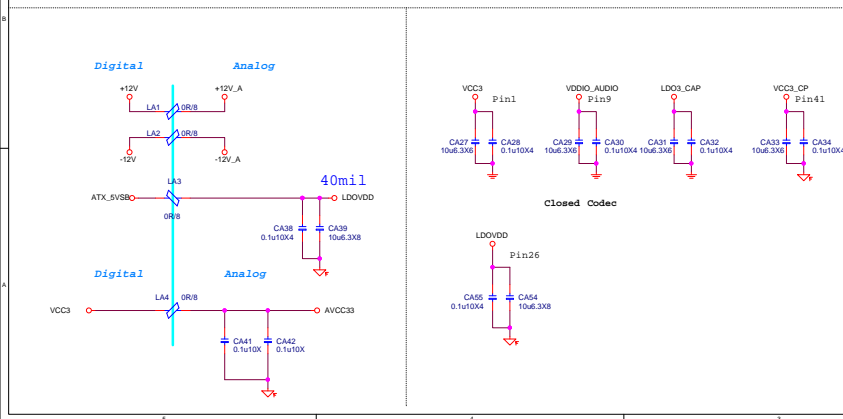 B
Digital
Analog
+12V
+12V_A
LA1
0R/8
LA2
0R/8
-12V
-12V_A
LA3
40mil
ATX_5VSB
LDOVDD
0R/8
CA38
0.1u10X4
CA39
10u6.3X8
F
Digital
Analog
A
LA4
0R/8
VCC3
AVCC33
CA41
0.1u10X
CA42
0.1u10X
F
VCC3
Pin1
CA27
10u6.3X6
CA28
0.1u10X4
VDDIO_AUDIO
Pin9
CA29
10u6.3X6
CA30
0.1u10X4
LDO3_CAP
CA31
10u6.3X6
CA32
0.1u10X4
VCC3_CP
Pin41
CA33
10u6.3X6
CA34
0.1u10X4
F
Closed Codec
LDOVDD
Pin26
CA55
0.1u10X4
CA54
10u6.3X8
F